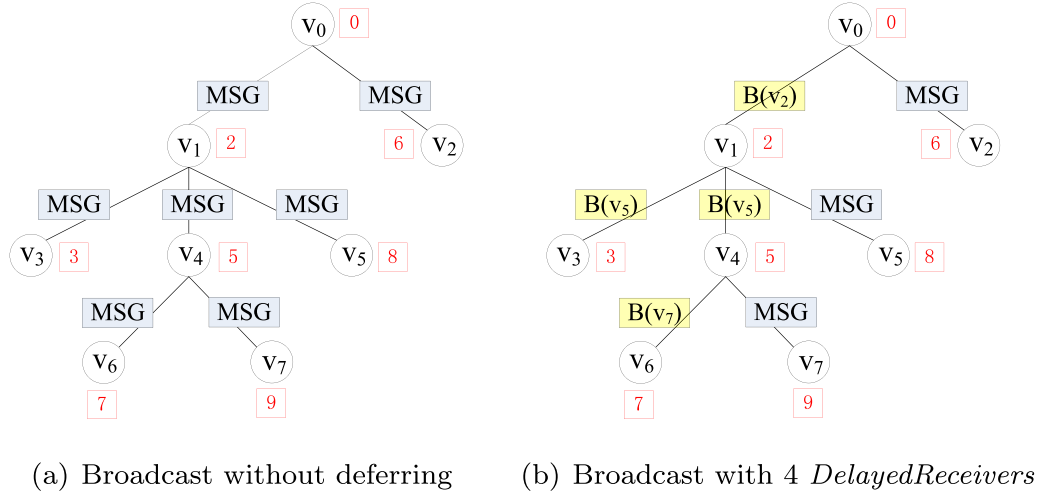 v₀ 0 v₀ 0
MSG MSG B(v₂) MSG
v₁ 2 6 v₂ v₁ 2 6 v₂
MSG MSG MSG B(v₅) B(v₅) MSG
v₃ 3 v₄ 5 v₅ 8 v₃ 3 v₄ 5 v₅ 8
MSG MSG B(v₇) MSG
v₆ v₇ v₆ v₇
7 9 7 9
(a) Broadcast without deferring (b) Broadcast with 4 DelayedReceivers